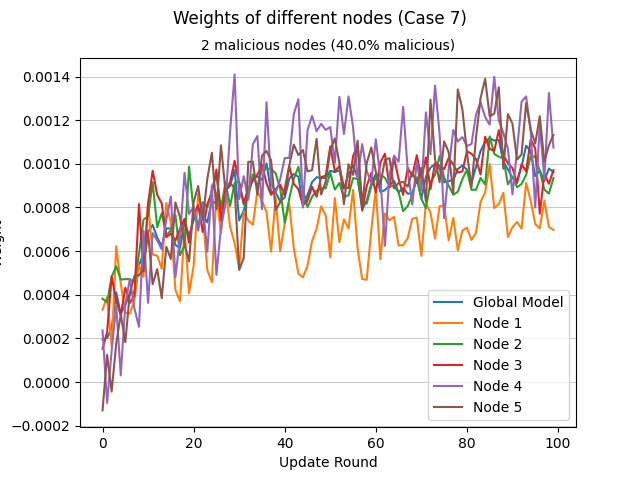 Weights of different nodes (Case 7)
2 malicious nodes (40.0% malicious)
0.0014
0.0012
0.0010
0.0008
0.0006
0.0004
0.0002
0.0000
−0.0002
0 20 40 60 80 100
Update Round
Global Model
Node 1
Node 2
Node 3
Node 4
Node 5